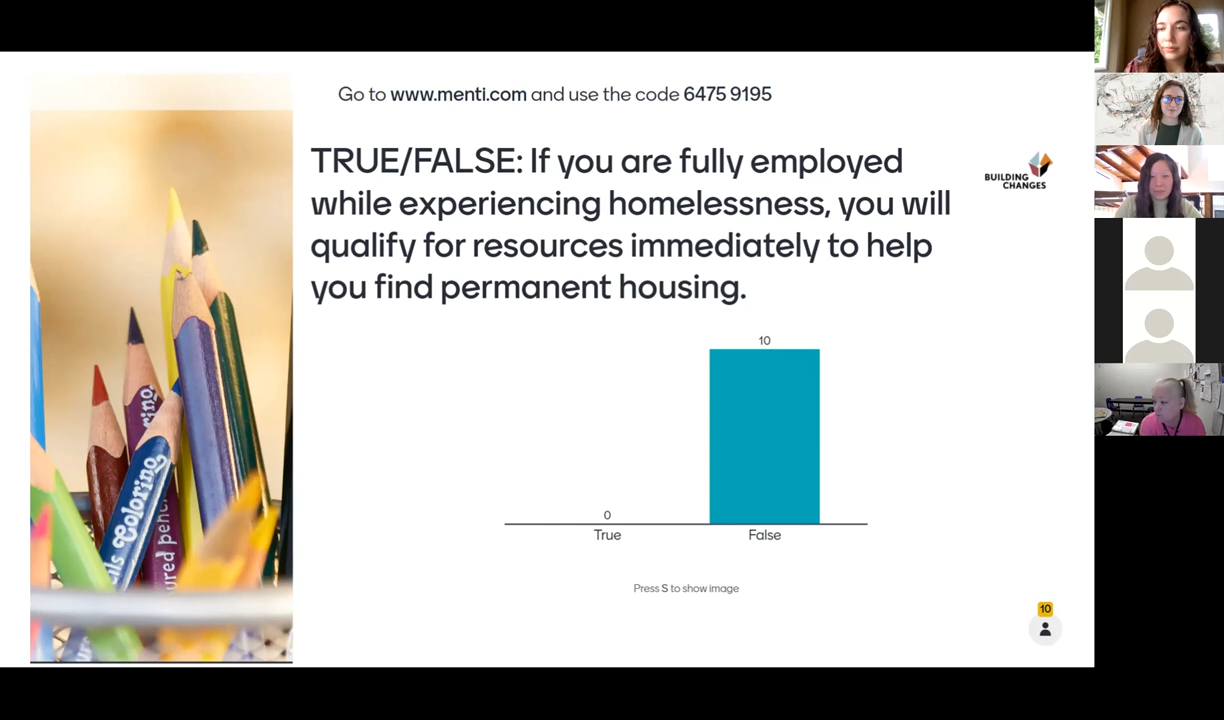 Go to www.menti.com and use the code 6475 9195
TRUE/FALSE: If you are fully employed
while experiencing homelessness, you will
qualify for resources immediately to help
you find permanent housing.
BUILDING
CHANGES
10
0
True
False
Press S to show image
10
Coloring